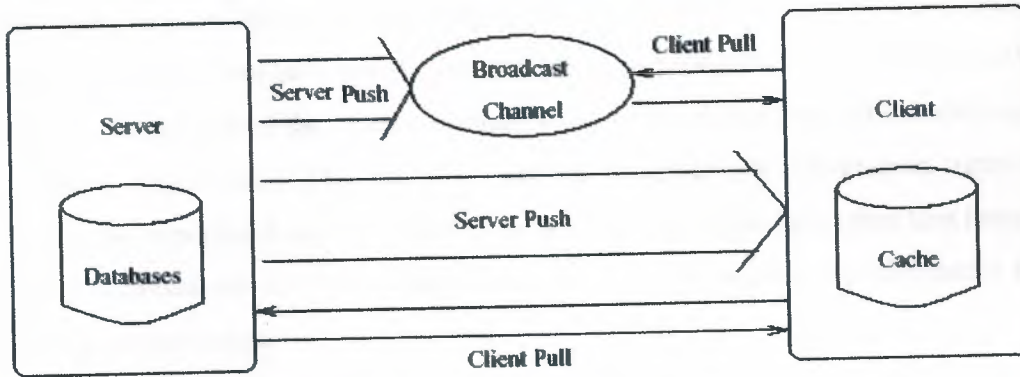 Server
Databases
Server Push
Broadcast
Channel
Client Pull
Server Push
Client Pull
Client
Cache